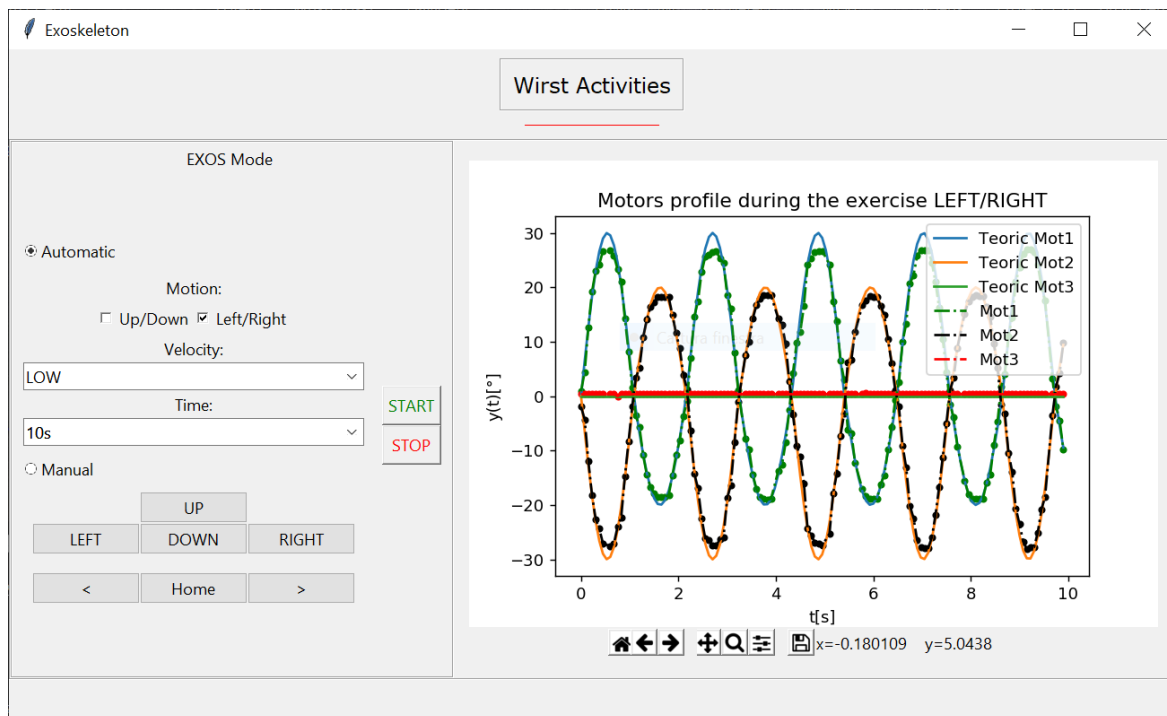 Exoskeleton
Wirst Activities
EXOS Mode
Automatic
Motion:
Up/Down Left/Right
Velocity:
LOW
Time:
10s
START
STOP
Manual
UP
LEFT DOWN RIGHT
< Home >
Motors profile during the exercise LEFT/RIGHT
Teoric Mot1
Teoric Mot2
Teoric Mot3
Mot1
Mot2
Mot3
y(t)[°]
30
20
10
0
−10
−20
−30
0 2 4 6 8 10
t[s]
x=-0.180109 y=5.0438